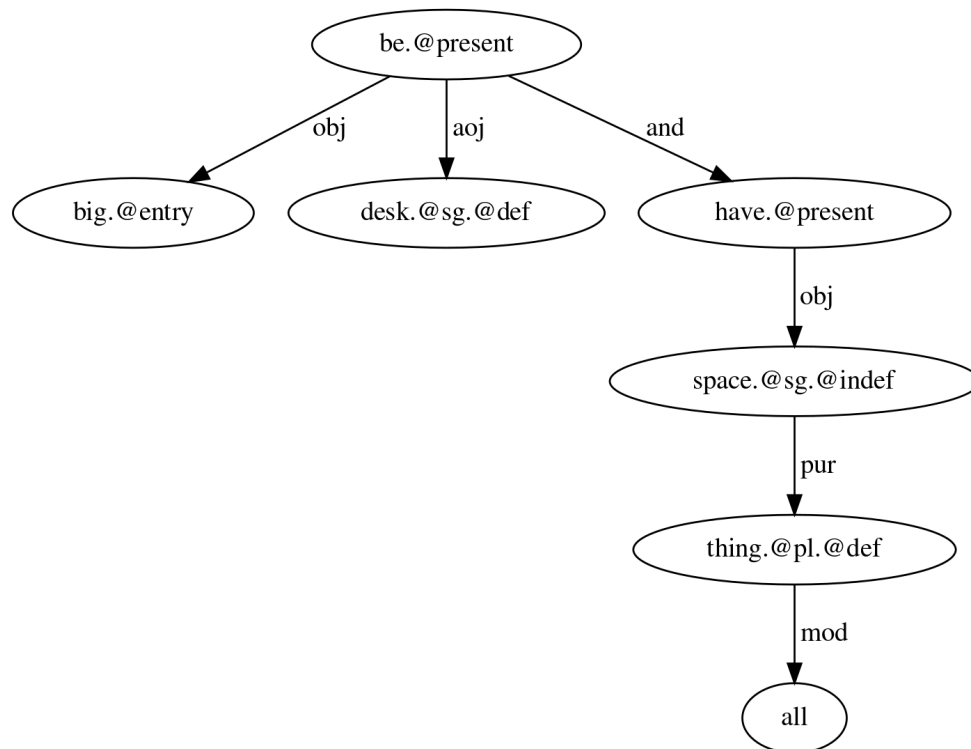 be.@present
obj
aoj
and
big.@entry
desk.@sg.@def
have.@present
obj
space.@sg.@indef
pur
thing.@pl.@def
mod
all